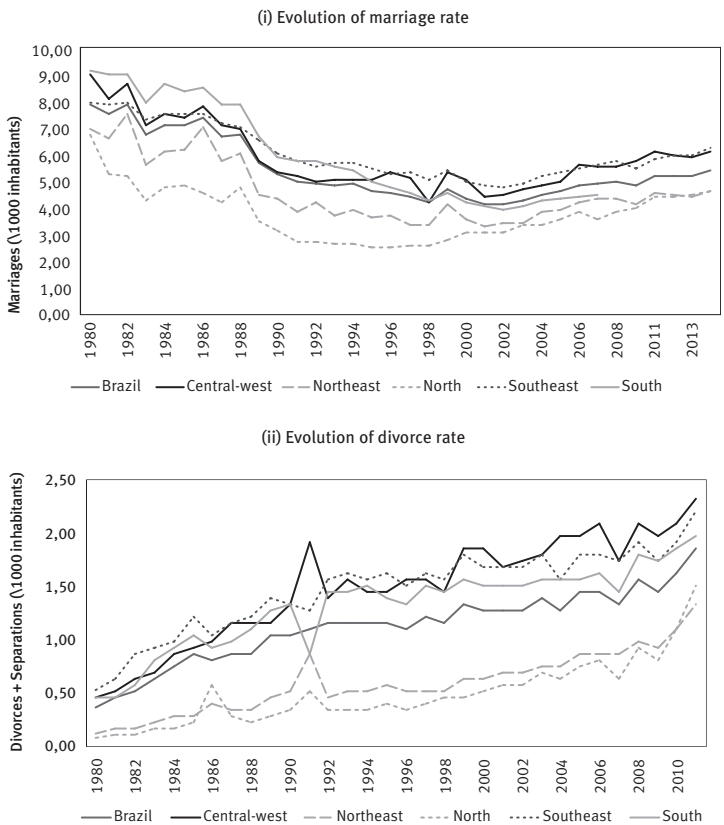 (i) Evolution of marriage rate
Marriages (\1000 inhabitants)
10,00
9,00
8,00
7,00
6,00
5,00
4,00
3,00
2,00
1,00
0,00
1980 1982 1984 1986 1988 1990 1992 1994 1996 1998 2000 2002 2004 2006 2008 2011 2013
Brazil Central-west Northeast North Southeast South
(ii) Evolution of divorce rate
Divorces + Separations (\1000 inhabitants)
2,50
2,00
1,50
1,00
0,50
0,00
1980 1982 1984 1986 1988 1990 1992 1994 1996 1998 2000 2002 2004 2006 2008 2010
Brazil Central-west Northeast North Southeast South